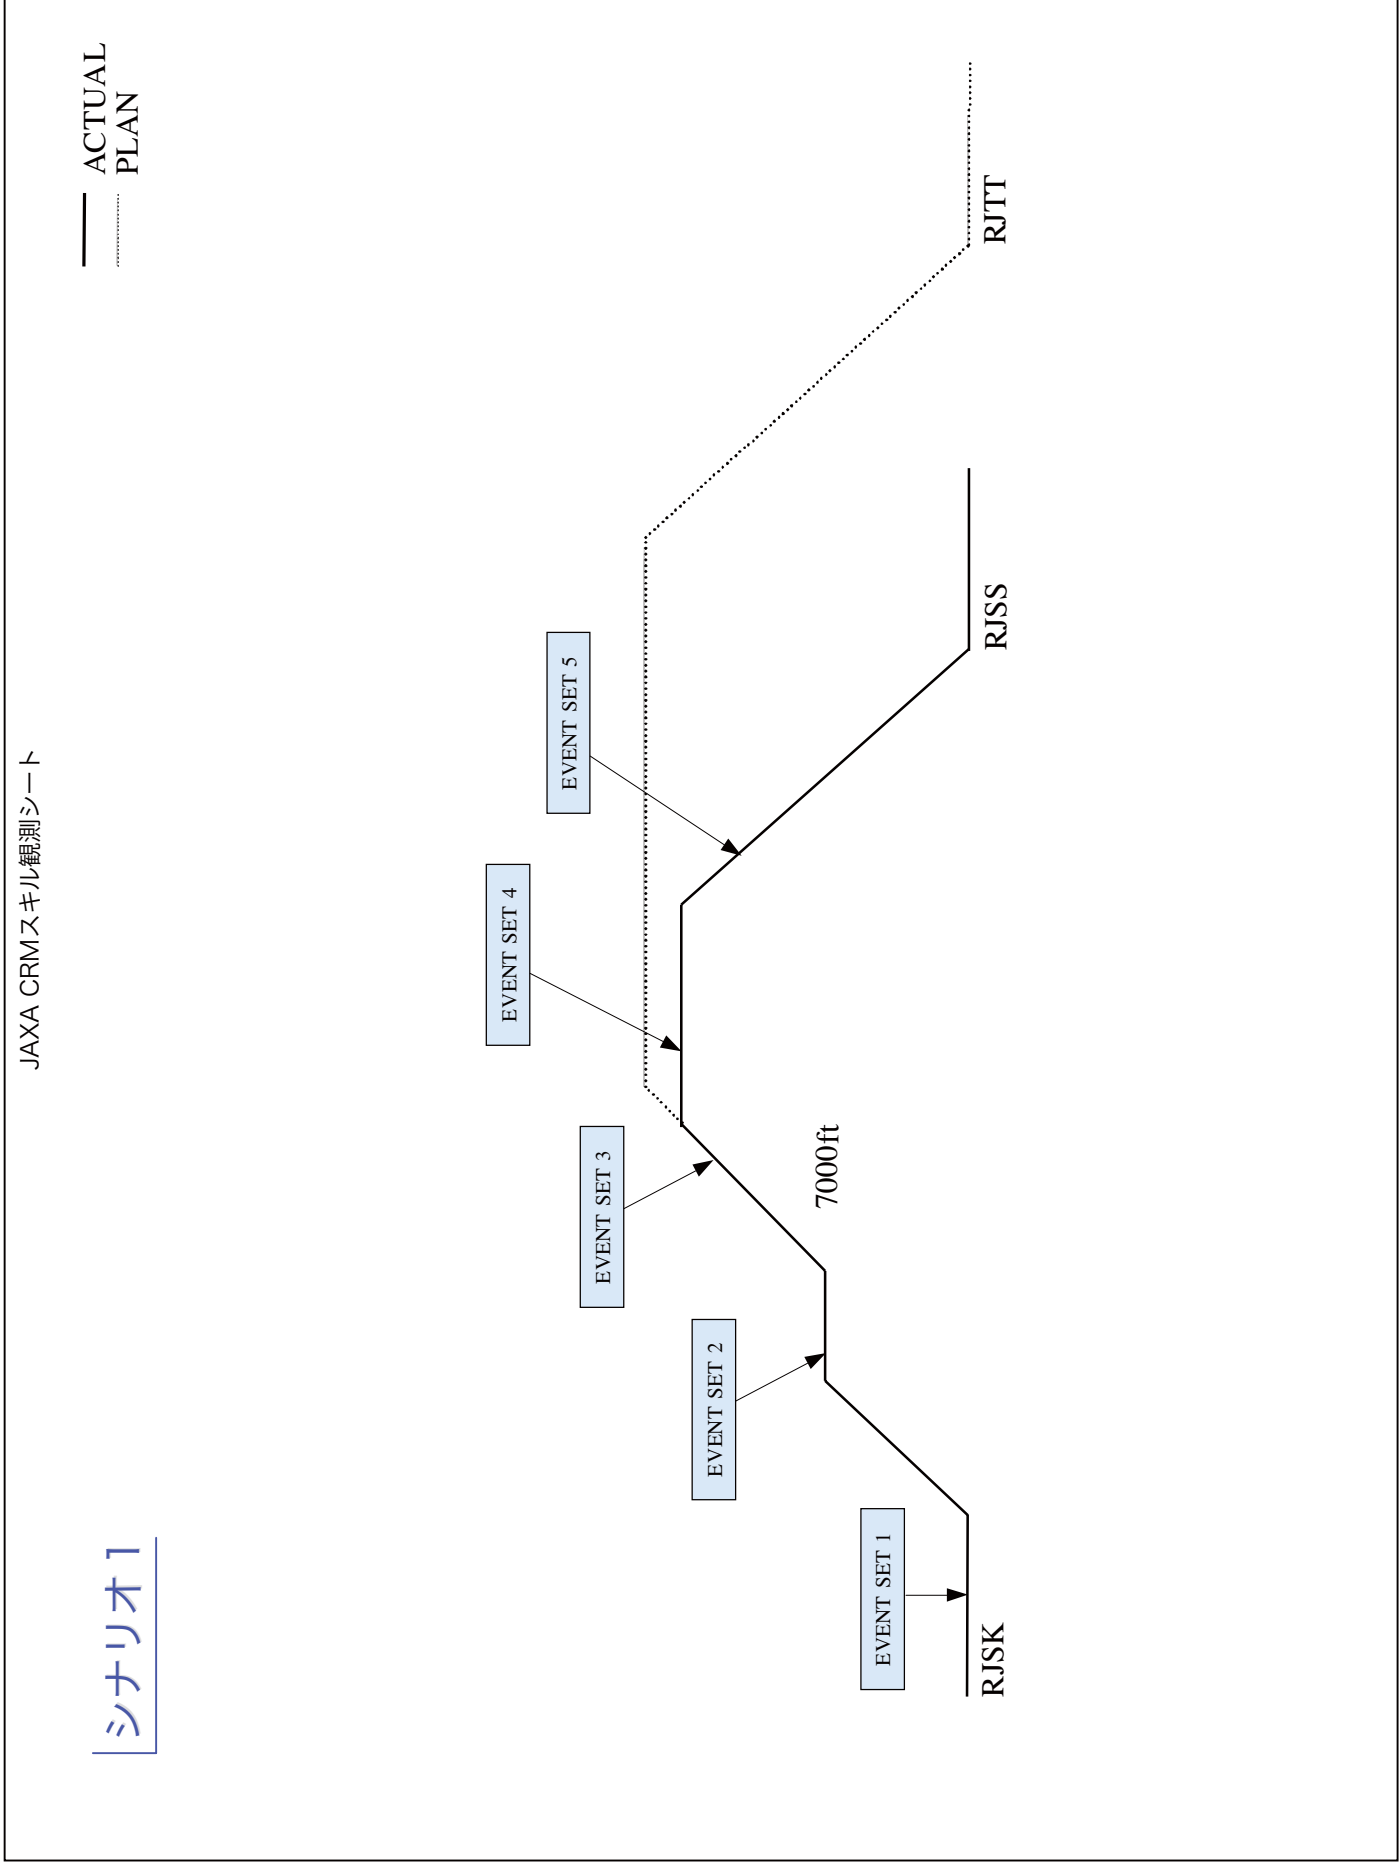 JAXA CRMスキル観測シート
シナリオ1
ACTUAL
PLAN
EVENT SET 4
EVENT SET 5
EVENT SET 3
EVENT SET 2
7000ft
EVENT SET 1
RJSK
RJSS
RJTT